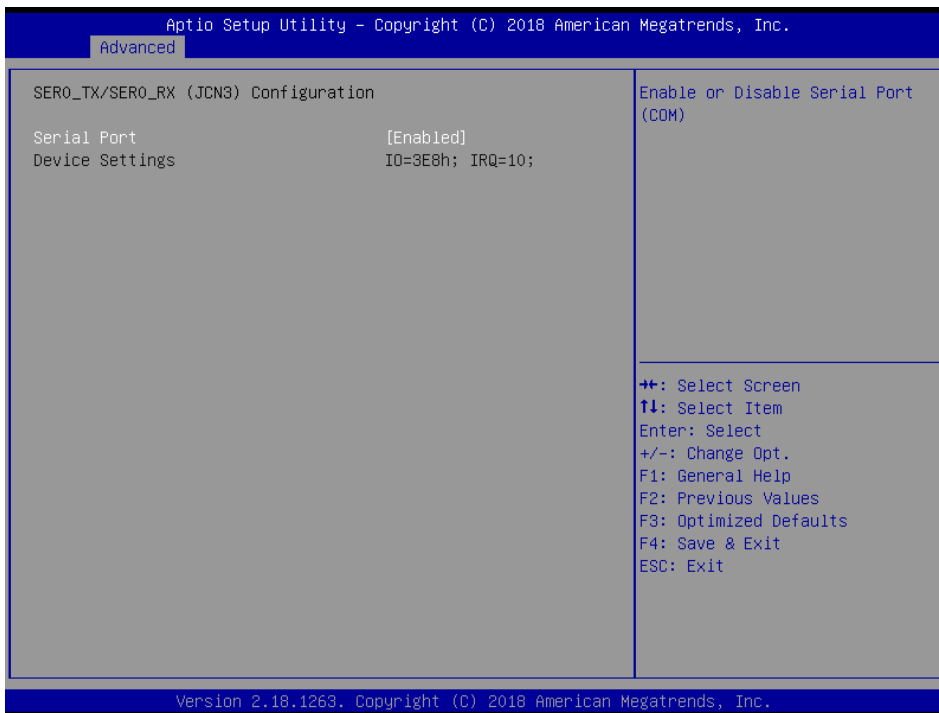 Aptio Setup Utility – Copyright (C) 2018 American Megatrends, Inc.
Advanced
SER0_TX/SER0_RX (JCN3) Configuration
Serial Port [Enabled]
Device Settings IO=3E8h; IRQ=10;
Enable or Disable Serial Port
(COM)
→←: Select Screen
↑↓: Select Item
Enter: Select
+/-: Change Opt.
F1: General Help
F2: Previous Values
F3: Optimized Defaults
F4: Save & Exit
ESC: Exit
Version 2.18.1263. Copyright (C) 2018 American Megatrends, Inc.